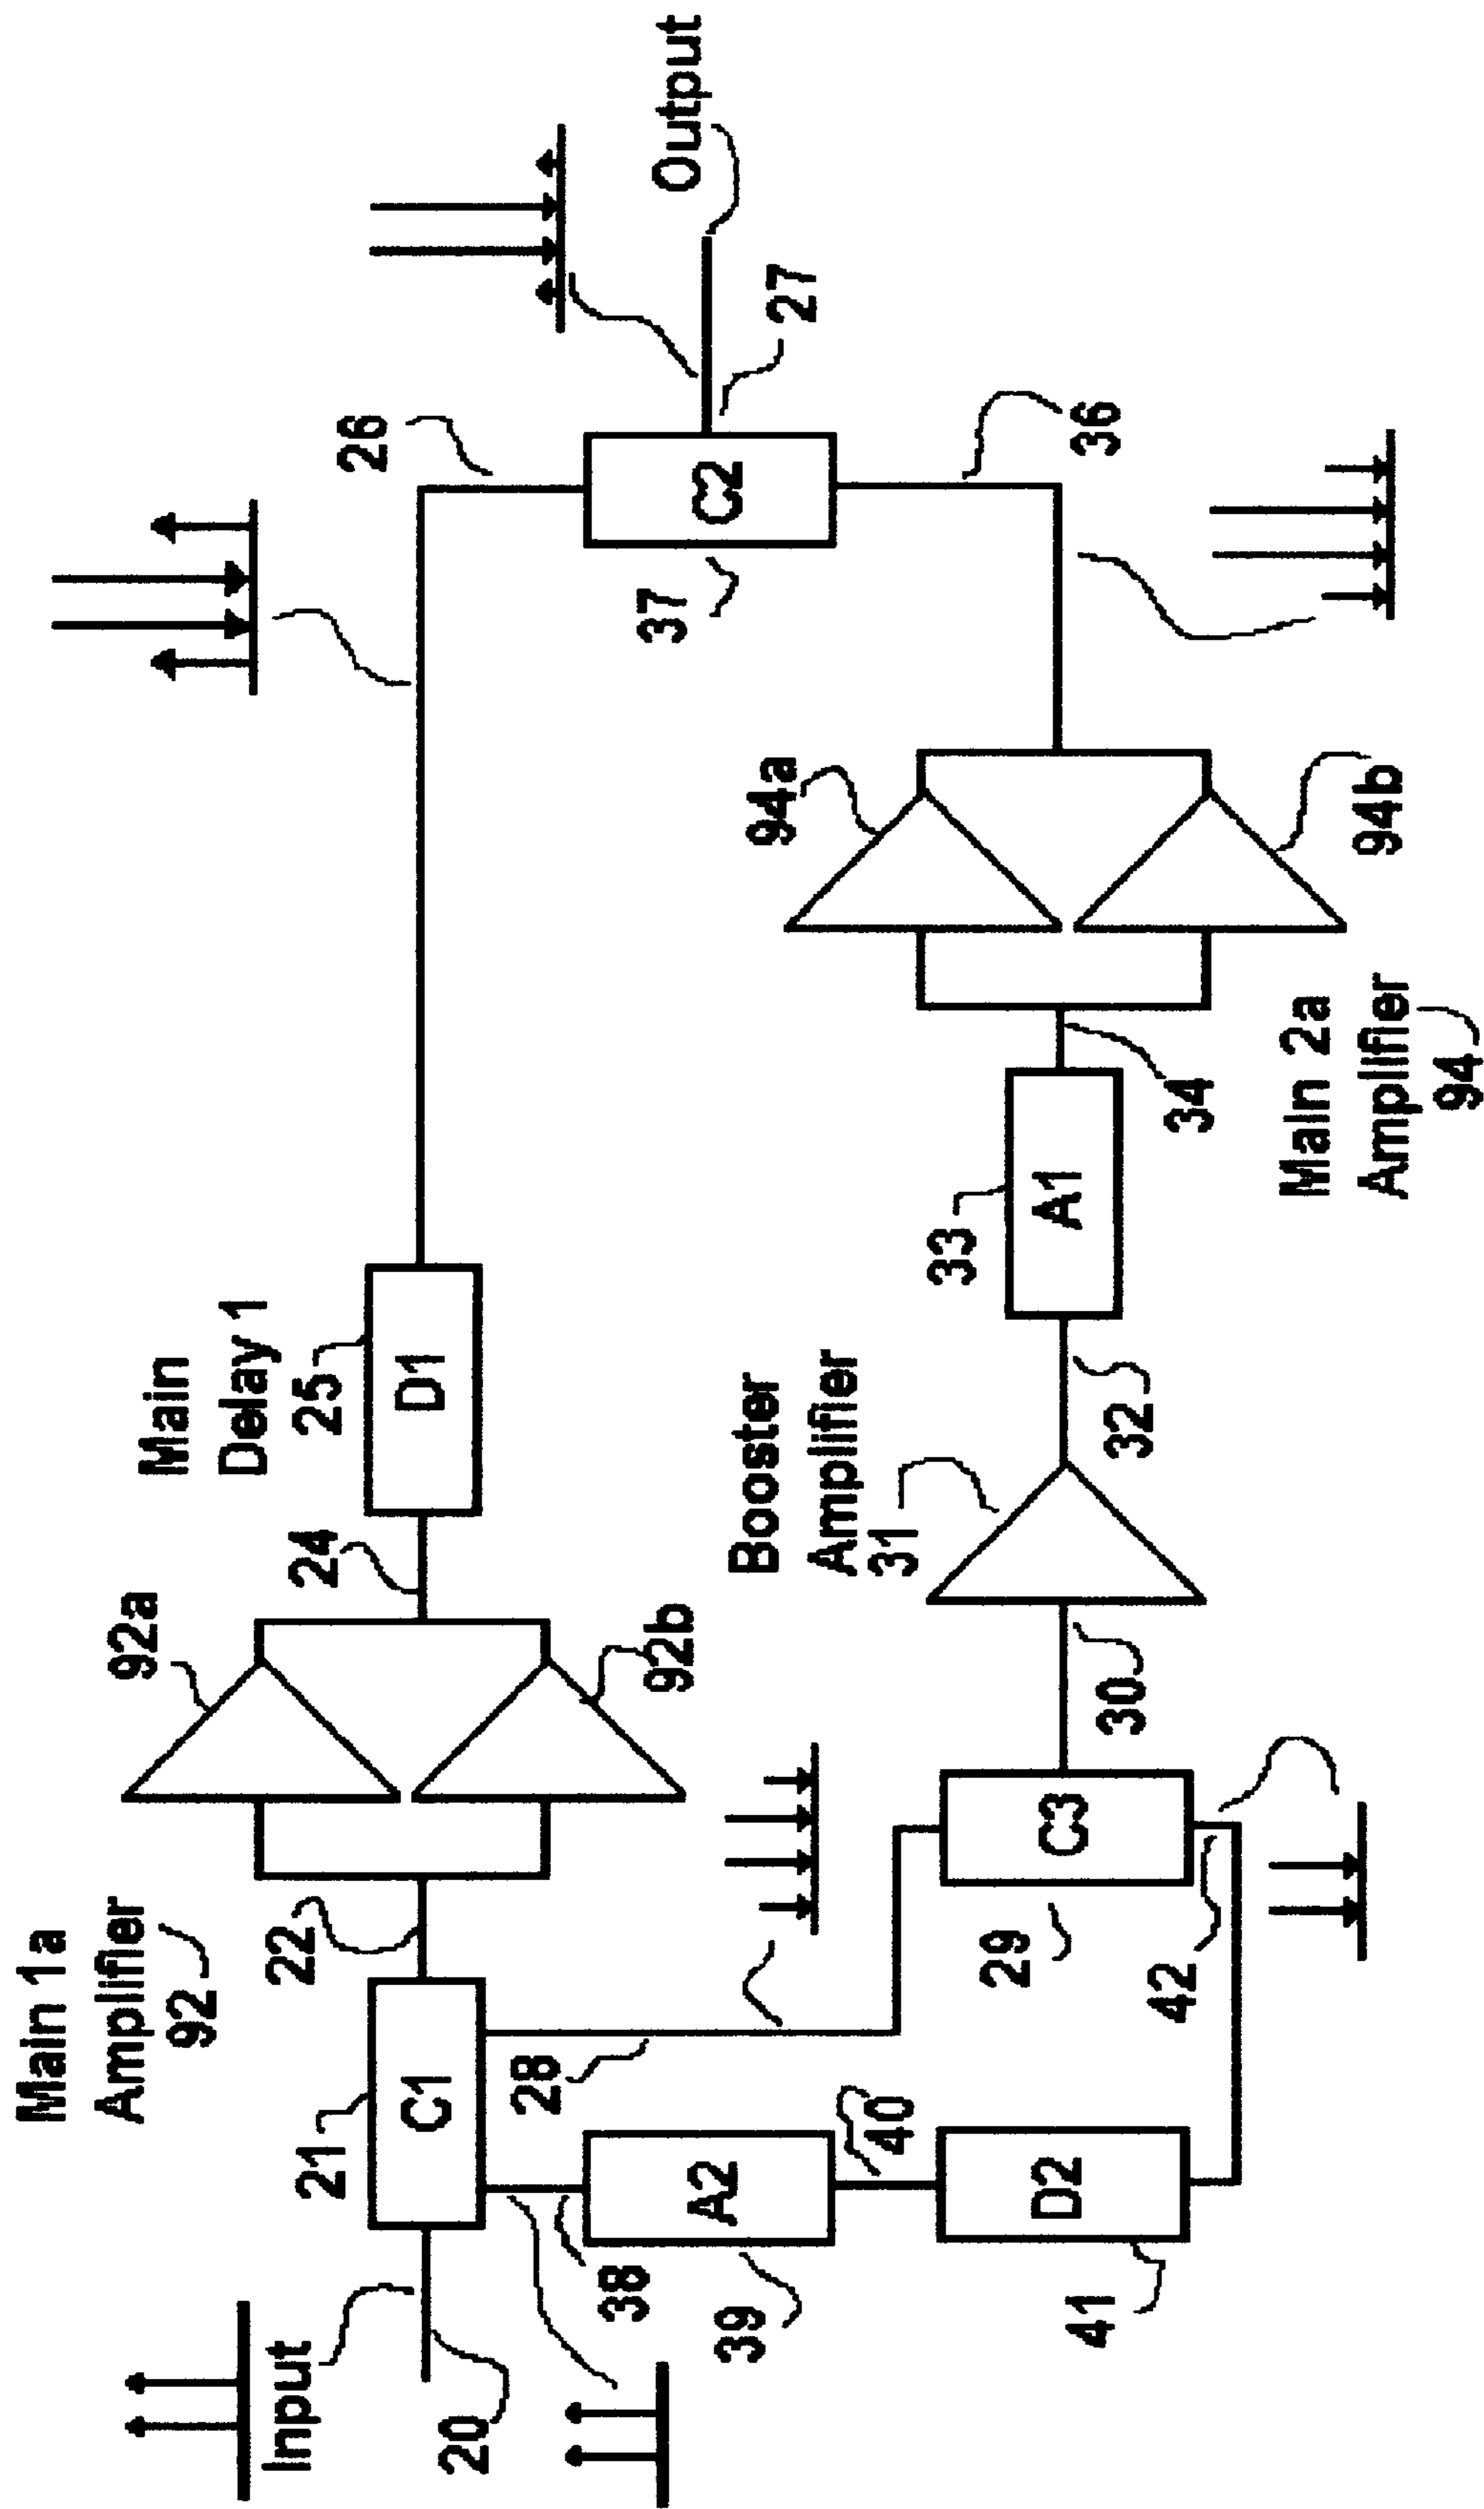 Main 1a
Amplifier
92
92a
92b
Main
Delay 1
25
D1
24
26
Input
20
21
C1
22
28
38
A2
39
40
D2
41
42
C3
29
30
Booster
Amplifier
31
32
33
A1
34
94a
94b
Main 2a
Amplifier
94
36
37
C2
27
Output